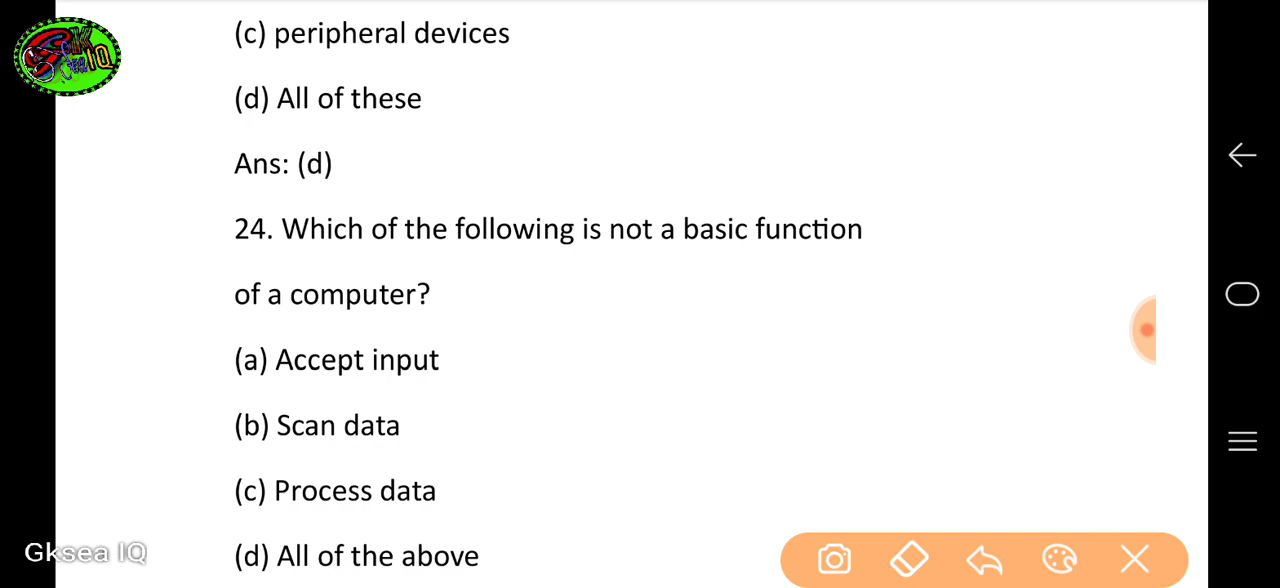 (c) peripheral devices
(d) All of these
Ans: (d)
24. Which of the following is not a basic function
of a computer?
(a) Accept input
(b) Scan data
(c) Process data
(d) All of the above
Gksea IQ